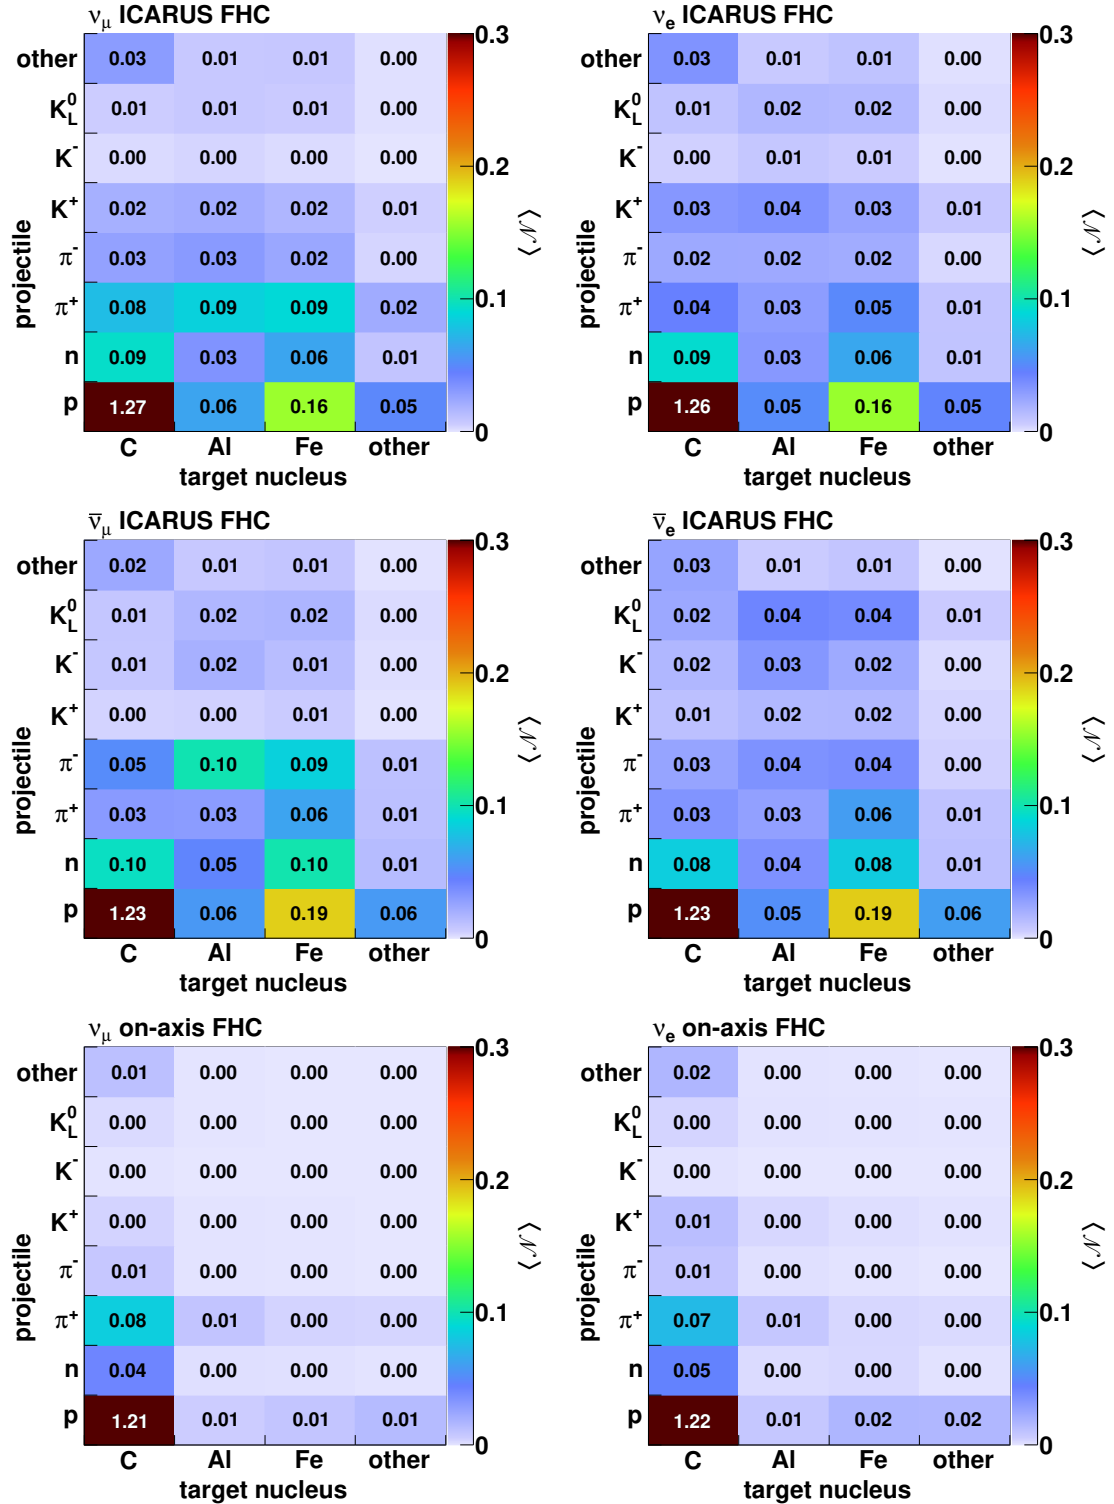 ν_μ ICARUS FHC
other 0.03 0.01 0.01 0.00
K⁰_L 0.01 0.01 0.01 0.00
K⁻ 0.00 0.00 0.00 0.00
K⁺ 0.02 0.02 0.02 0.01
π⁻ 0.03 0.03 0.02 0.00
π⁺ 0.08 0.09 0.09 0.02
n 0.09 0.03 0.06 0.01
p 1.27 0.06 0.16 0.05
C Al Fe other
target nucleus
projectile
0.3
0.2
0.1
0
⟨𝒩⟩
ν_e ICARUS FHC
other 0.03 0.01 0.01 0.00
K⁰_L 0.01 0.02 0.02 0.00
K⁻ 0.00 0.01 0.01 0.00
K⁺ 0.03 0.04 0.03 0.01
π⁻ 0.02 0.02 0.02 0.00
π⁺ 0.04 0.03 0.05 0.01
n 0.09 0.03 0.06 0.01
p 1.26 0.05 0.16 0.05
C Al Fe other
target nucleus
projectile
0.3
0.2
0.1
0
⟨𝒩⟩
ν̅_μ ICARUS FHC
other 0.02 0.01 0.01 0.00
K⁰_L 0.01 0.02 0.02 0.00
K⁻ 0.01 0.02 0.01 0.00
K⁺ 0.00 0.00 0.01 0.00
π⁻ 0.05 0.10 0.09 0.01
π⁺ 0.03 0.03 0.06 0.01
n 0.10 0.05 0.10 0.01
p 1.23 0.06 0.19 0.06
C Al Fe other
target nucleus
projectile
0.3
0.2
0.1
0
⟨𝒩⟩
ν̅_e ICARUS FHC
other 0.03 0.01 0.01 0.00
K⁰_L 0.02 0.04 0.04 0.01
K⁻ 0.02 0.03 0.02 0.00
K⁺ 0.01 0.02 0.02 0.00
π⁻ 0.03 0.04 0.04 0.00
π⁺ 0.03 0.03 0.06 0.01
n 0.08 0.04 0.08 0.01
p 1.23 0.05 0.19 0.06
C Al Fe other
target nucleus
projectile
0.3
0.2
0.1
0
⟨𝒩⟩
ν_μ on-axis FHC
other 0.01 0.00 0.00 0.00
K⁰_L 0.00 0.00 0.00 0.00
K⁻ 0.00 0.00 0.00 0.00
K⁺ 0.00 0.00 0.00 0.00
π⁻ 0.01 0.00 0.00 0.00
π⁺ 0.08 0.01 0.00 0.00
n 0.04 0.00 0.00 0.00
p 1.21 0.01 0.01 0.01
C Al Fe other
target nucleus
projectile
0.3
0.2
0.1
0
⟨𝒩⟩
ν_e on-axis FHC
other 0.02 0.00 0.00 0.00
K⁰_L 0.00 0.00 0.00 0.00
K⁻ 0.00 0.00 0.00 0.00
K⁺ 0.01 0.00 0.00 0.00
π⁻ 0.01 0.00 0.00 0.00
π⁺ 0.07 0.01 0.00 0.00
n 0.05 0.00 0.00 0.00
p 1.22 0.01 0.02 0.02
C Al Fe other
target nucleus
projectile
0.3
0.2
0.1
0
⟨𝒩⟩